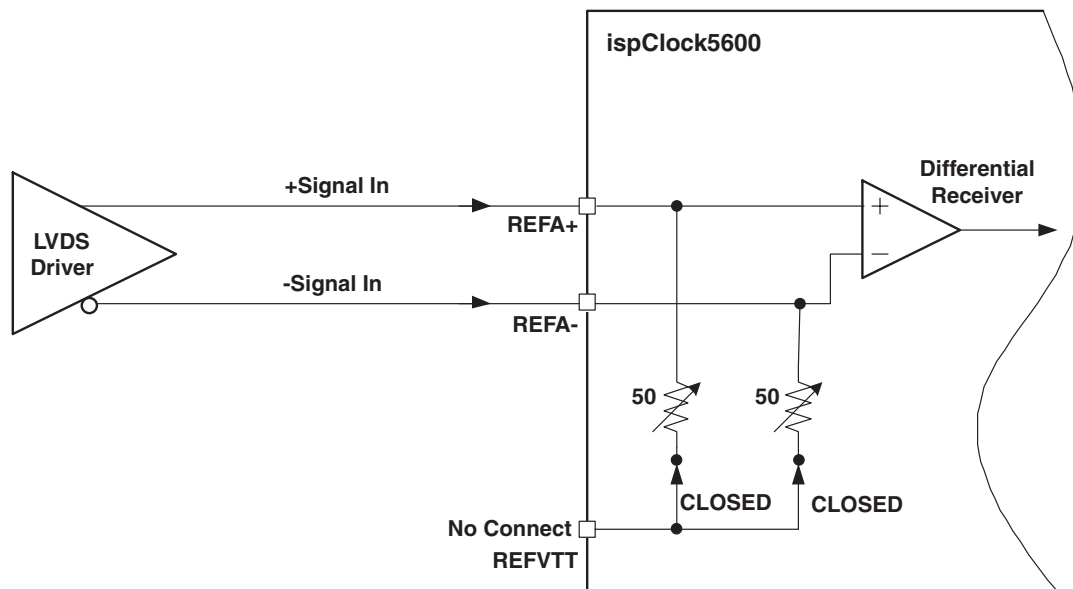 ispClock5600
Differential
Receiver
+Signal In
+
REFA+
LVDS
Driver
−
-Signal In
REFA-
50
50
CLOSED
CLOSED
No Connect
REFVTT